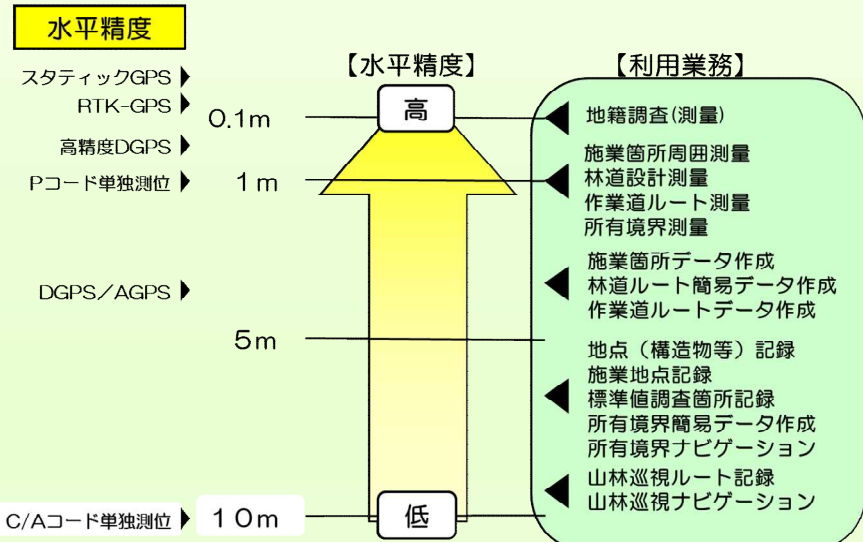 水平精度
スタティックGPS
RTK-GPS
高精度DGPS
Pコード単独測位
DGPS/AGPS
C/Aコード単独測位
【水平精度】
高
0.1m
1m
5m
10m
低
【利用業務】
地籍調査(測量)
施業箇所周囲測量
林道設計測量
作業道ルート測量
所有境界測量
施業箇所データ作成
林道ルート簡易データ作成
作業道ルートデータ作成
地点（構造物等）記録
施業地点記録
標準値調査箇所記録
所有境界簡易データ作成
所有境界ナビゲーション
山林巡視ルート記録
山林巡視ナビゲーション